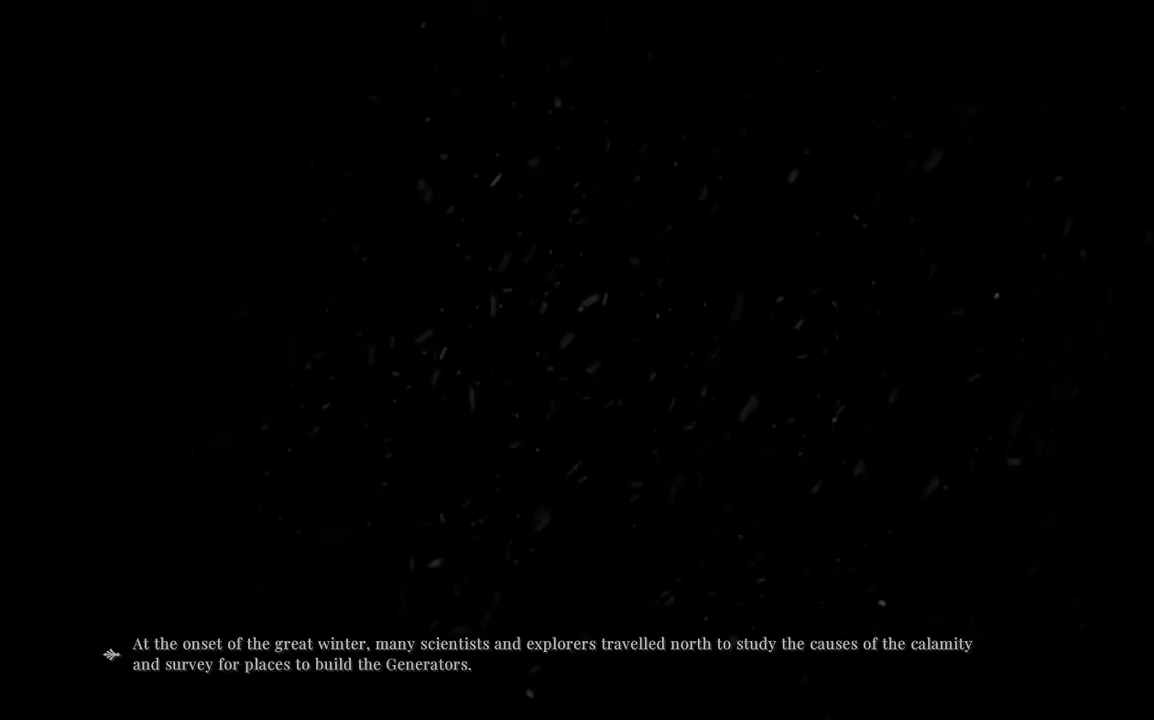 At the onset of the great winter, many scientists and explorers travelled north to study the causes of the calamity
and survey for places to build the Generators.